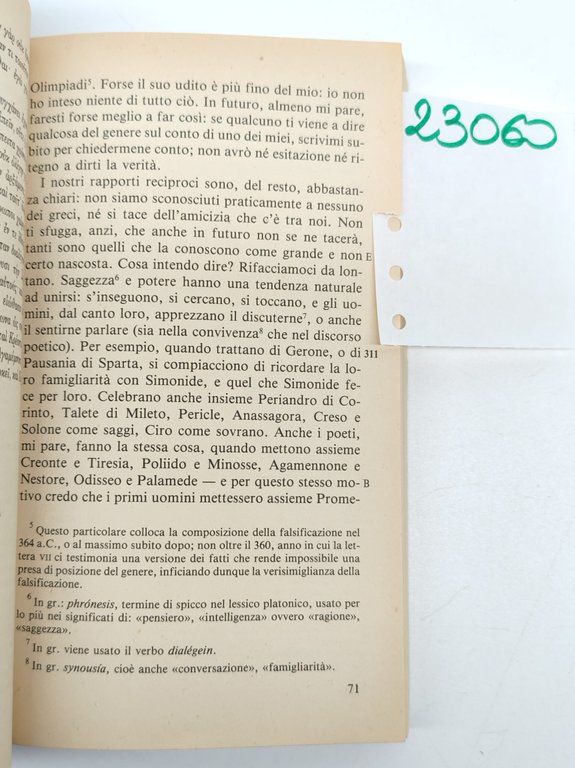 Olimpiadi⁵. Forse il suo udito è più fino del mio: io non
ho inteso niente di tutto ciò. In futuro, almeno mi pare,
faresti forse meglio a far così: se qualcuno ti viene a dire
qualcosa del genere sul conto di uno dei miei, scrivimi su-
bito per chiedermene conto; non avrò né esitazione né ri-
tegno a dirti la verità.
I nostri rapporti reciproci sono, del resto, abbastan-
za chiari: non siamo sconosciuti praticamente a nessuno
dei greci, né si tace dell'amicizia che c'è tra noi. Non
ti sfugga, anzi, che anche in futuro non se ne tacerà,
tanti sono quelli che la conoscono come grande e non E
certo nascosta. Cosa intendo dire? Rifacciamoci da lon-
tano. Saggezza⁶ e potere hanno una tendenza naturale
ad unirsi: s'inseguono, si cercano, si toccano, e gli uo-
mini, dal canto loro, apprezzano il discuterne⁷, o anche
il sentirne parlare (sia nella convivenza⁸ che nel discorso
poetico). Per esempio, quando trattano di Gerone, o di 311
Pausania di Sparta, si compiacciono di ricordare la lo-
ro famigliarità con Simonide, e quel che Simonide fe-
ce per loro. Celebrano anche insieme Periandro di Co-
rinto, Talete di Mileto, Pericle, Anassagora, Creso e
Solone come saggi, Ciro come sovrano. Anche i poeti,
mi pare, fanno la stessa cosa, quando mettono assieme
Creonte e Tiresia, Poliido e Minosse, Agamennone e
Nestore, Odisseo e Palamede — e per questo stesso mo- B
tivo credo che i primi uomini mettessero assieme Prome-
⁵ Questo particolare colloca la composizione della falsificazione nel
364 a.C., o al massimo subito dopo; non oltre il 360, anno in cui la let-
tera VII ci testimonia una versione dei fatti che rende impossibile una
presa di posizione del genere, inficiando dunque la verisimiglianza della
falsificazione.
⁶ In gr.: phrónesis, termine di spicco nel lessico platonico, usato per
lo più nei significati di: «pensiero», «intelligenza» ovvero «ragione»,
«saggezza».
⁷ In gr. viene usato il verbo dialégein.
⁸ In gr. synousía, cioè anche «conversazione», «famigliarità».
71
23060